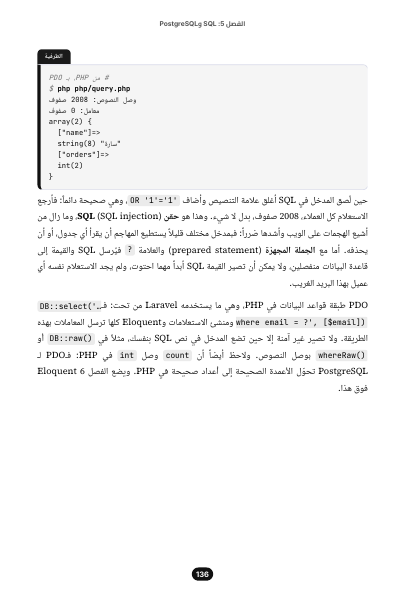 الفصل 5: SQL وPostgreSQL
الطرفية
# من PHP، بـ PDO
$ php php/query.php
وصل النصوص: 2008 صفوف
معامل: 0 صفوف
array(2) {
["name"]=>
string(8) "سارة"
["orders"]=>
int(2)
}
حين لُصق المدخل في SQL أغلق علامة التنصيص وأضاف OR '1'='1'، وهي صحيحة دائماً: فأرجع
الاستعلام كل العملاء، 2008 صفوف، بدل لا شيء. وهذا هو حقن SQL (SQL injection)، وما زال من
أشيع الهجمات على الويب وأشدها ضرراً: فبمدخل مختلف قليلاً يستطيع المهاجم أن يقرأ أي جدول، أو أن
يحذفه. أما مع الجملة المجهزة (prepared statement) والعلامة ? فيُرسل SQL والقيمة إلى
قاعدة البيانات منفصلين، ولا يمكن أن تصير القيمة SQL أبداً مهما احتوت، ولم يجد الاستعلام نفسه أي
عميل بهذا البريد الغريب.
PDO طبقة قواعد البيانات في PHP، وهي ما يستخدمه Laravel من تحت: فـDB::select('…
where email = ?', [$email]) ومنشئ الاستعلامات وEloquent كلها ترسل المعاملات بهذه
الطريقة. ولا تصير غير آمنة إلا حين تضع المدخل في نص SQL بنفسك، مثلاً في DB::raw() أو
whereRaw() بوصل النصوص. ولاحظ أيضاً أن count وصل int في PHP: فـPDO لـ
PostgreSQL تحوّل الأعمدة الصحيحة إلى أعداد صحيحة في PHP. ويضع الفصل 6 Eloquent
فوق هذا.
136